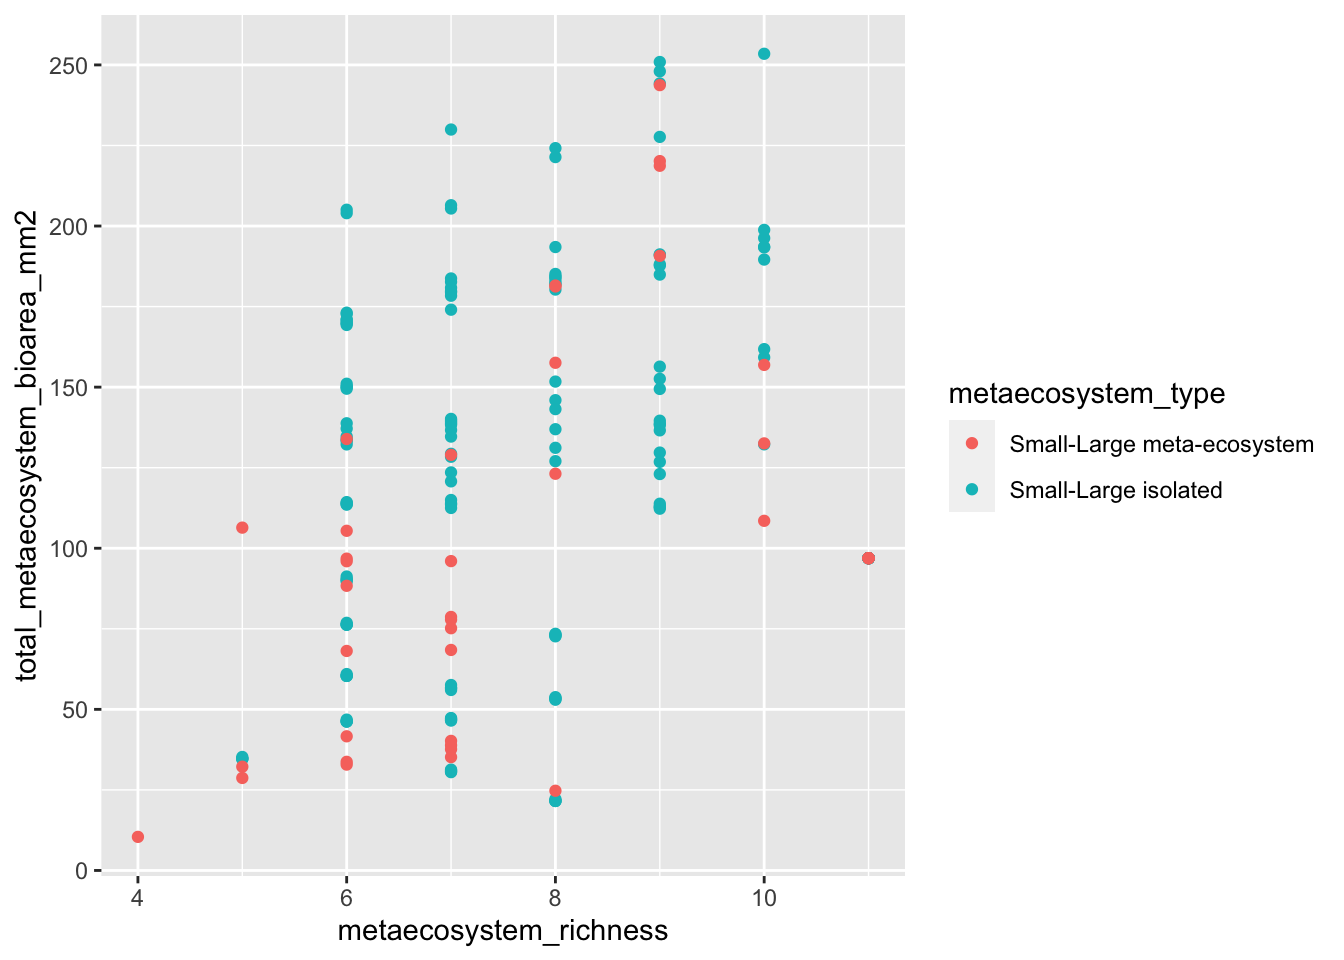 250
200
150
100
50
0
total_metaecosystem_bioarea_mm2
4 6 8 10
metaecosystem_richness
metaecosystem_type
Small-Large meta-ecosystem
Small-Large isolated